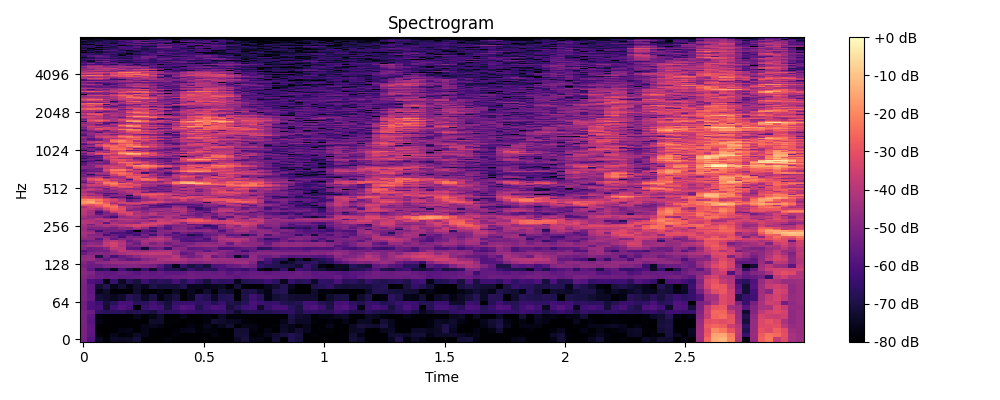 Spectrogram
Hz
4096
2048
1024
512
256
128
64
0
0
0.5
1
1.5
2
2.5
Time
+0 dB
-10 dB
-20 dB
-30 dB
-40 dB
-50 dB
-60 dB
-70 dB
-80 dB